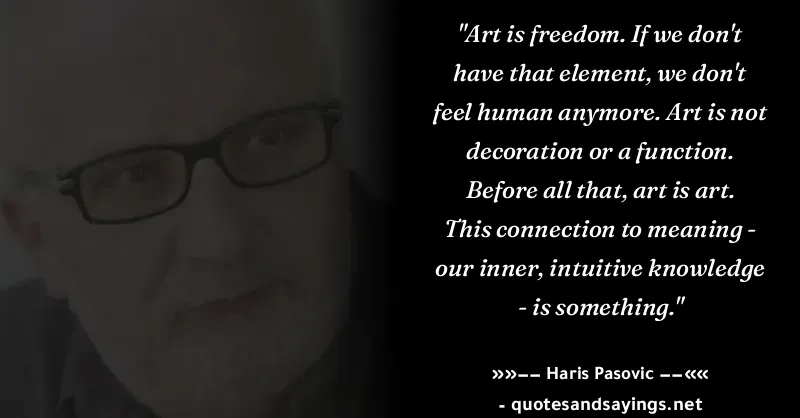 "Art is freedom. If we don't
have that element, we don't
feel human anymore. Art is not
decoration or a function.
Before all that, art is art.
This connection to meaning -
our inner, intuitive knowledge
- is something."
»»−− Haris Pasovic −−««
- quotesandsayings.net